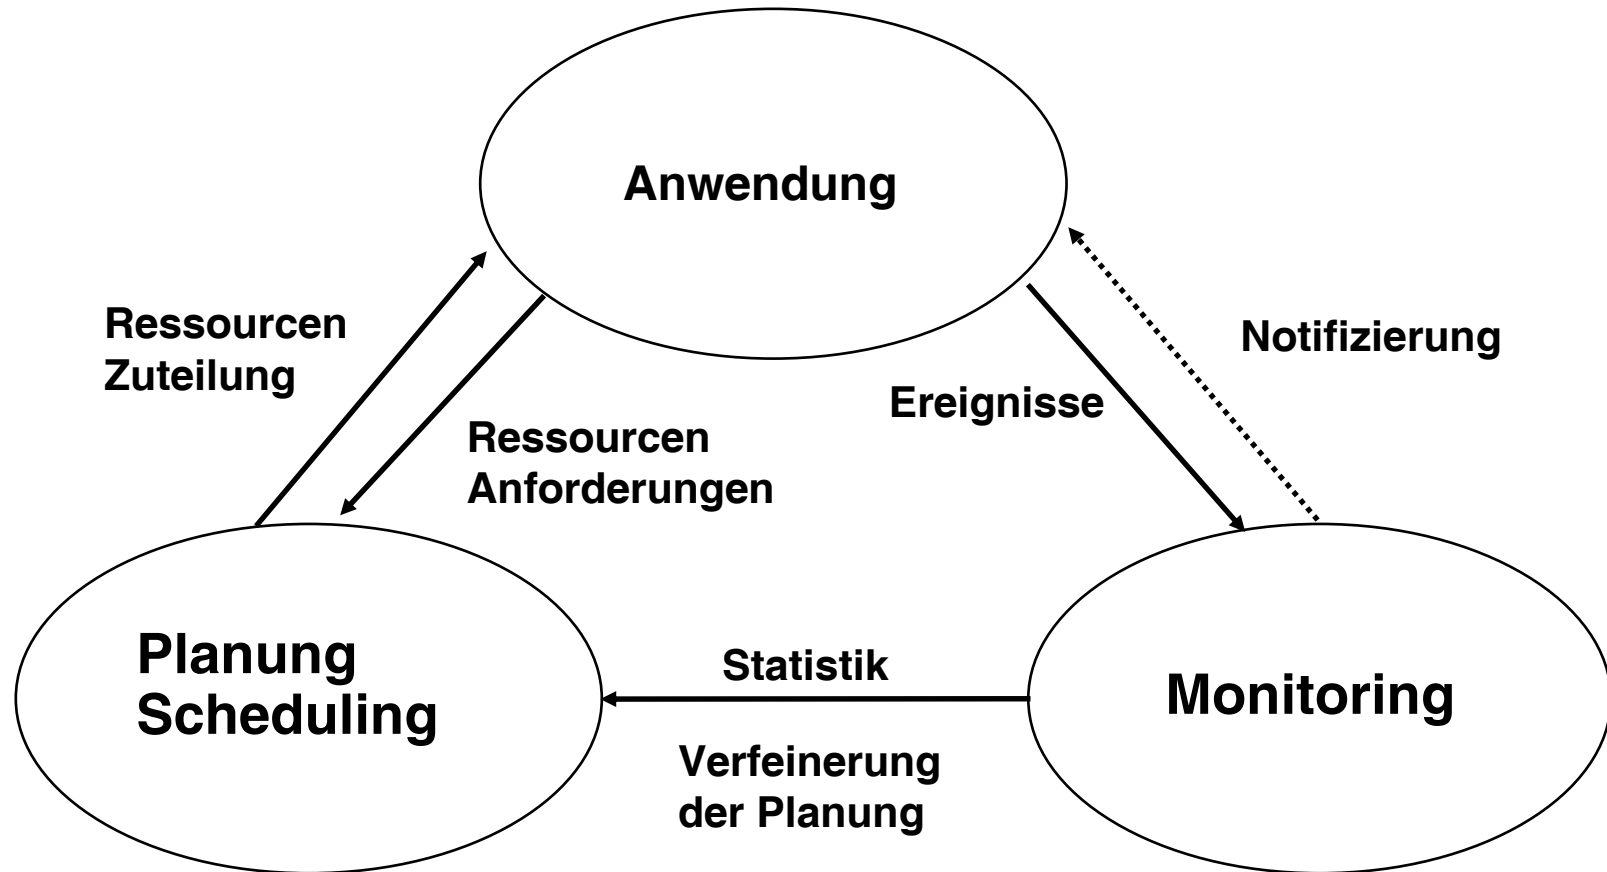 Anwendung
Ressourcen
Zuteilung
Notifizierung
Ereignisse
Ressourcen
Anforderungen
Planung
Scheduling
Statistik
Monitoring
Verfeinerung
der Planung